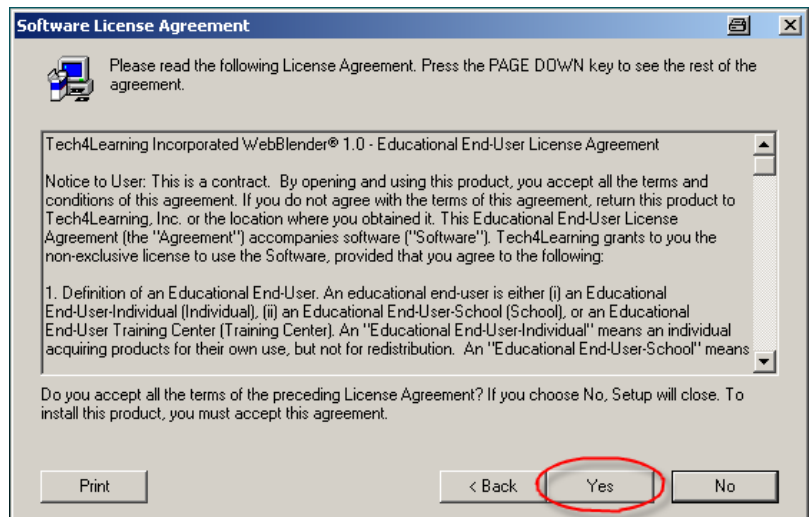 Software License Agreement
Please read the following License Agreement. Press the PAGE DOWN key to see the rest of the
agreement.
Tech4Learning Incorporated WebBlender® 1.0 - Educational End-User License Agreement
Notice to User: This is a contract.  By opening and using this product, you accept all the terms and
conditions of this agreement. If you do not agree with the terms of this agreement, return this product to
Tech4Learning, Inc. or the location where you obtained it. This Educational End-User License
Agreement (the "Agreement") accompanies software ("Software"). Tech4Learning grants to you the
non-exclusive license to use the Software, provided that you agree to the following:
1. Definition of an Educational End-User. An educational end-user is either (i) an Educational
End-User-Individual (Individual), (ii) an Educational End-User-School (School), or an Educational
End-User Training Center (Training Center). An "Educational End-User-Individual" means an individual
acquiring products for their own use, but not for redistribution.  An "Educational End-User-School" means
Do you accept all the terms of the preceding License Agreement? If you choose No, Setup will close. To
install this product, you must accept this agreement.
Print
< Back
Yes
No